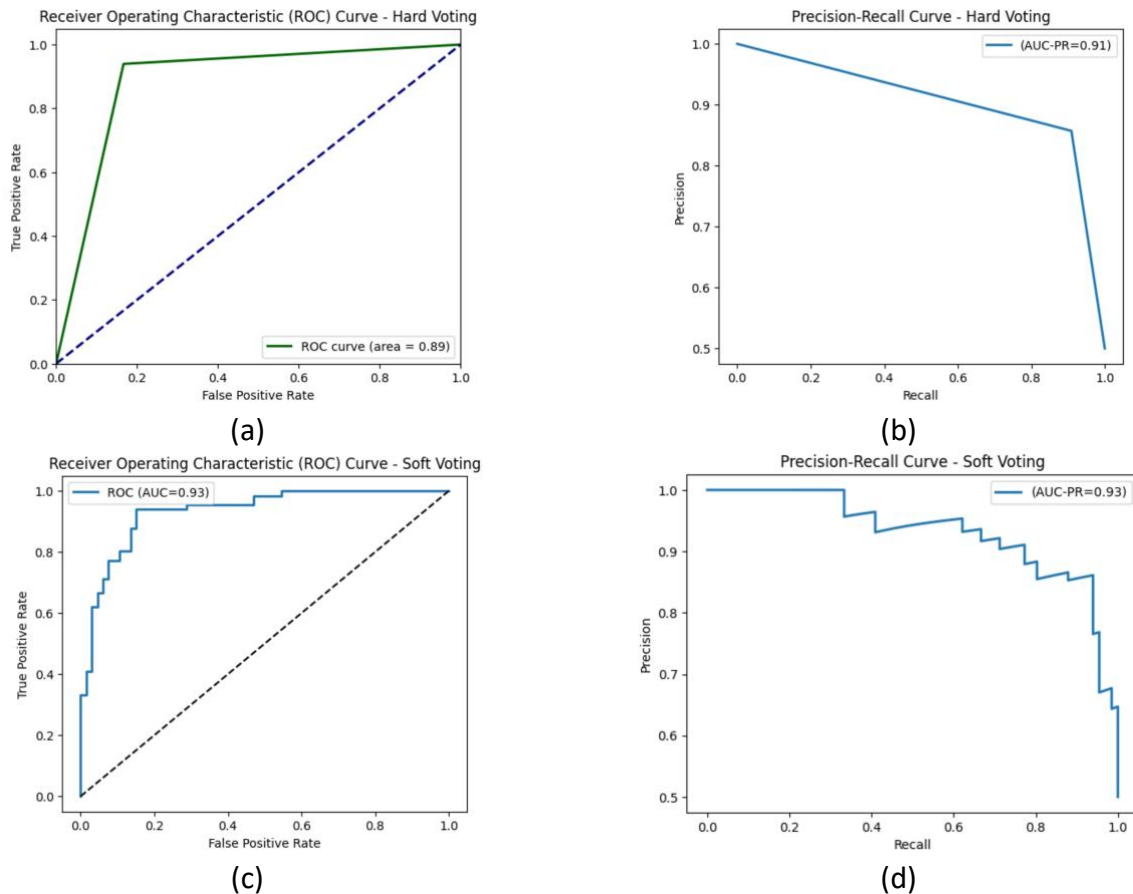 Receiver Operating Characteristic (ROC) Curve - Hard Voting
1.0
0.8
0.6
0.4
0.2
0.0
True Positive Rate
ROC curve (area = 0.89)
0.0 0.2 0.4 0.6 0.8 1.0
False Positive Rate
(a)
Precision-Recall Curve - Hard Voting
(AUC-PR=0.91)
1.0
0.9
0.8
0.7
0.6
0.5
Precision
0.0 0.2 0.4 0.6 0.8 1.0
Recall
(b)
Receiver Operating Characteristic (ROC) Curve - Soft Voting
ROC (AUC=0.93)
1.0
0.8
0.6
0.4
0.2
0.0
True Positive Rate
0.0 0.2 0.4 0.6 0.8 1.0
False Positive Rate
(c)
Precision-Recall Curve - Soft Voting
(AUC-PR=0.93)
1.0
0.9
0.8
0.7
0.6
0.5
Precision
0.0 0.2 0.4 0.6 0.8 1.0
Recall
(d)